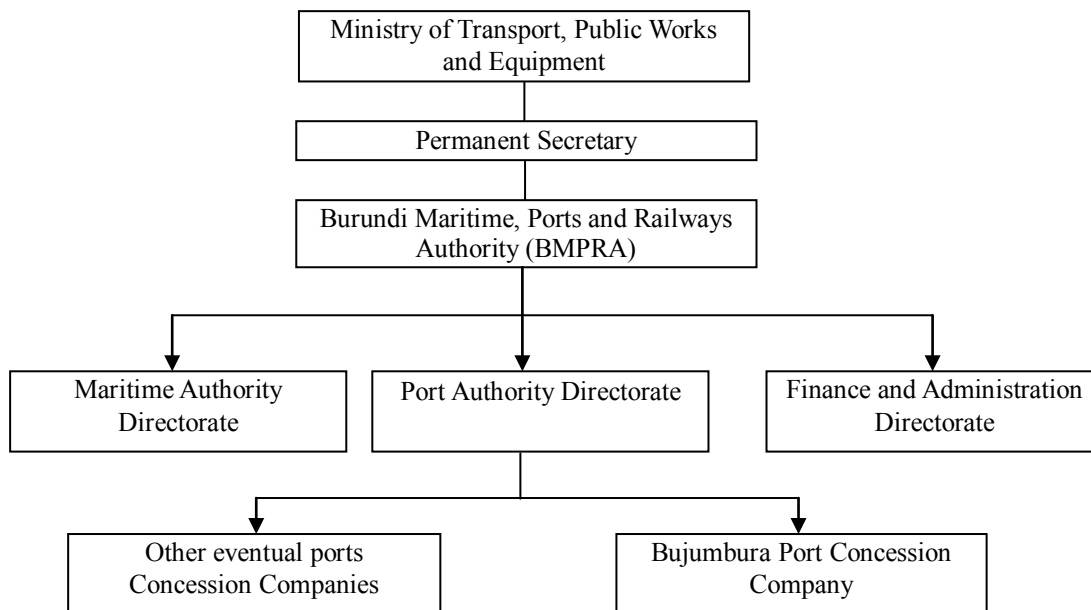 Ministry of Transport, Public Works
and Equipment
Permanent Secretary
Burundi Maritime, Ports and Railways
Authority (BMPRA)
Maritime Authority
Directorate
Port Authority Directorate
Finance and Administration
Directorate
Other eventual ports
Concession Companies
Bujumbura Port Concession
Company